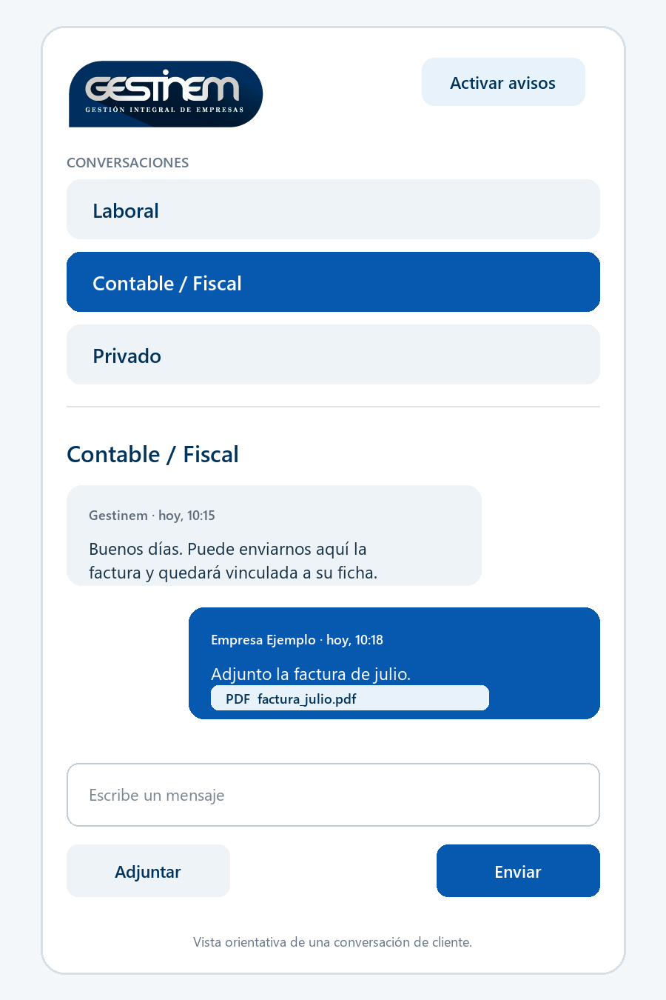 GESTINEM
GESTIÓN INTEGRAL DE EMPRESAS
Activar avisos
CONVERSACIONES
Laboral
Contable / Fiscal
Privado
Contable / Fiscal
Gestinem · hoy, 10:15
Buenos días. Puede enviarnos aquí la
factura y quedará vinculada a su ficha.
Empresa Ejemplo · hoy, 10:18
Adjunto la factura de julio.
PDF factura_julio.pdf
Escribe un mensaje
Adjuntar
Enviar
Vista orientativa de una conversación de cliente.